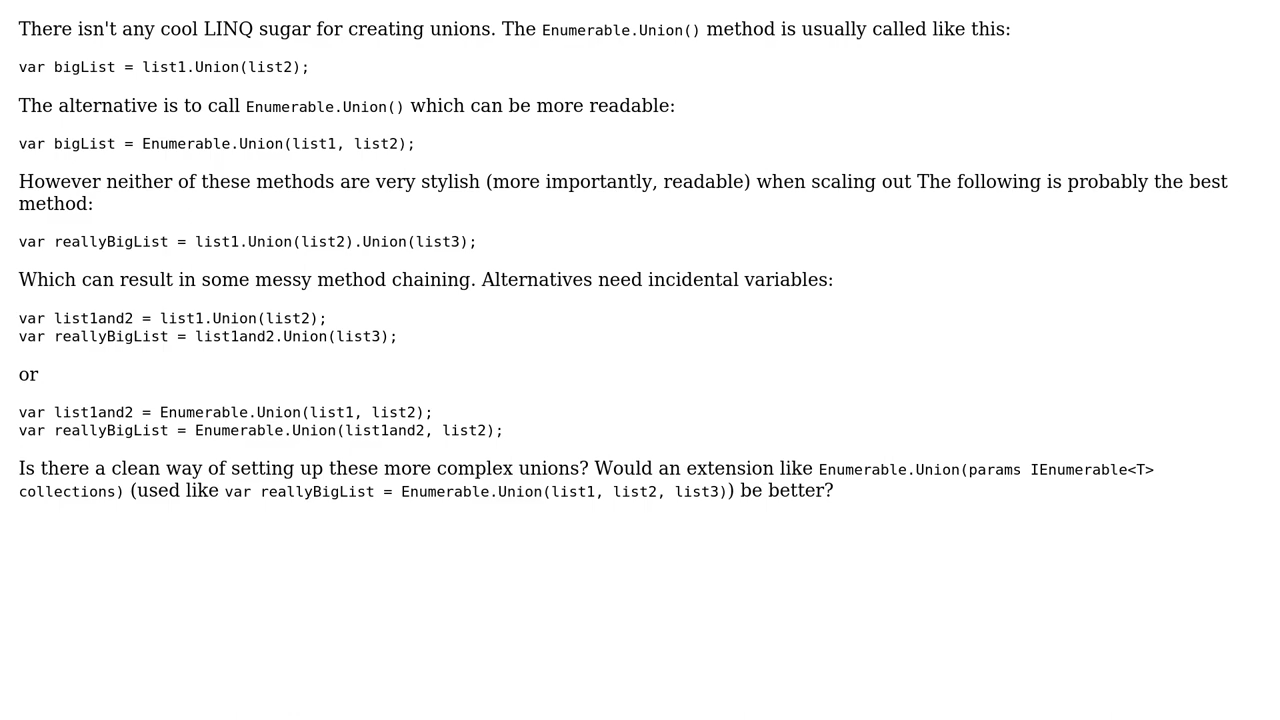 There isn't any cool LINQ sugar for creating unions. The Enumerable.Union() method is usually called like this:
var bigList = list1.Union(list2);
The alternative is to call Enumerable.Union() which can be more readable:
var bigList = Enumerable.Union(list1, list2);
However neither of these methods are very stylish (more importantly, readable) when scaling out The following is probably the best
method:
var reallyBigList = list1.Union(list2).Union(list3);
Which can result in some messy method chaining. Alternatives need incidental variables:
var list1and2 = list1.Union(list2);
var reallyBigList = list1and2.Union(list3);
or
var list1and2 = Enumerable.Union(list1, list2);
var reallyBigList = Enumerable.Union(list1and2, list2);
Is there a clean way of setting up these more complex unions? Would an extension like Enumerable.Union(params IEnumerable<T>
collections) (used like var reallyBigList = Enumerable.Union(list1, list2, list3)) be better?